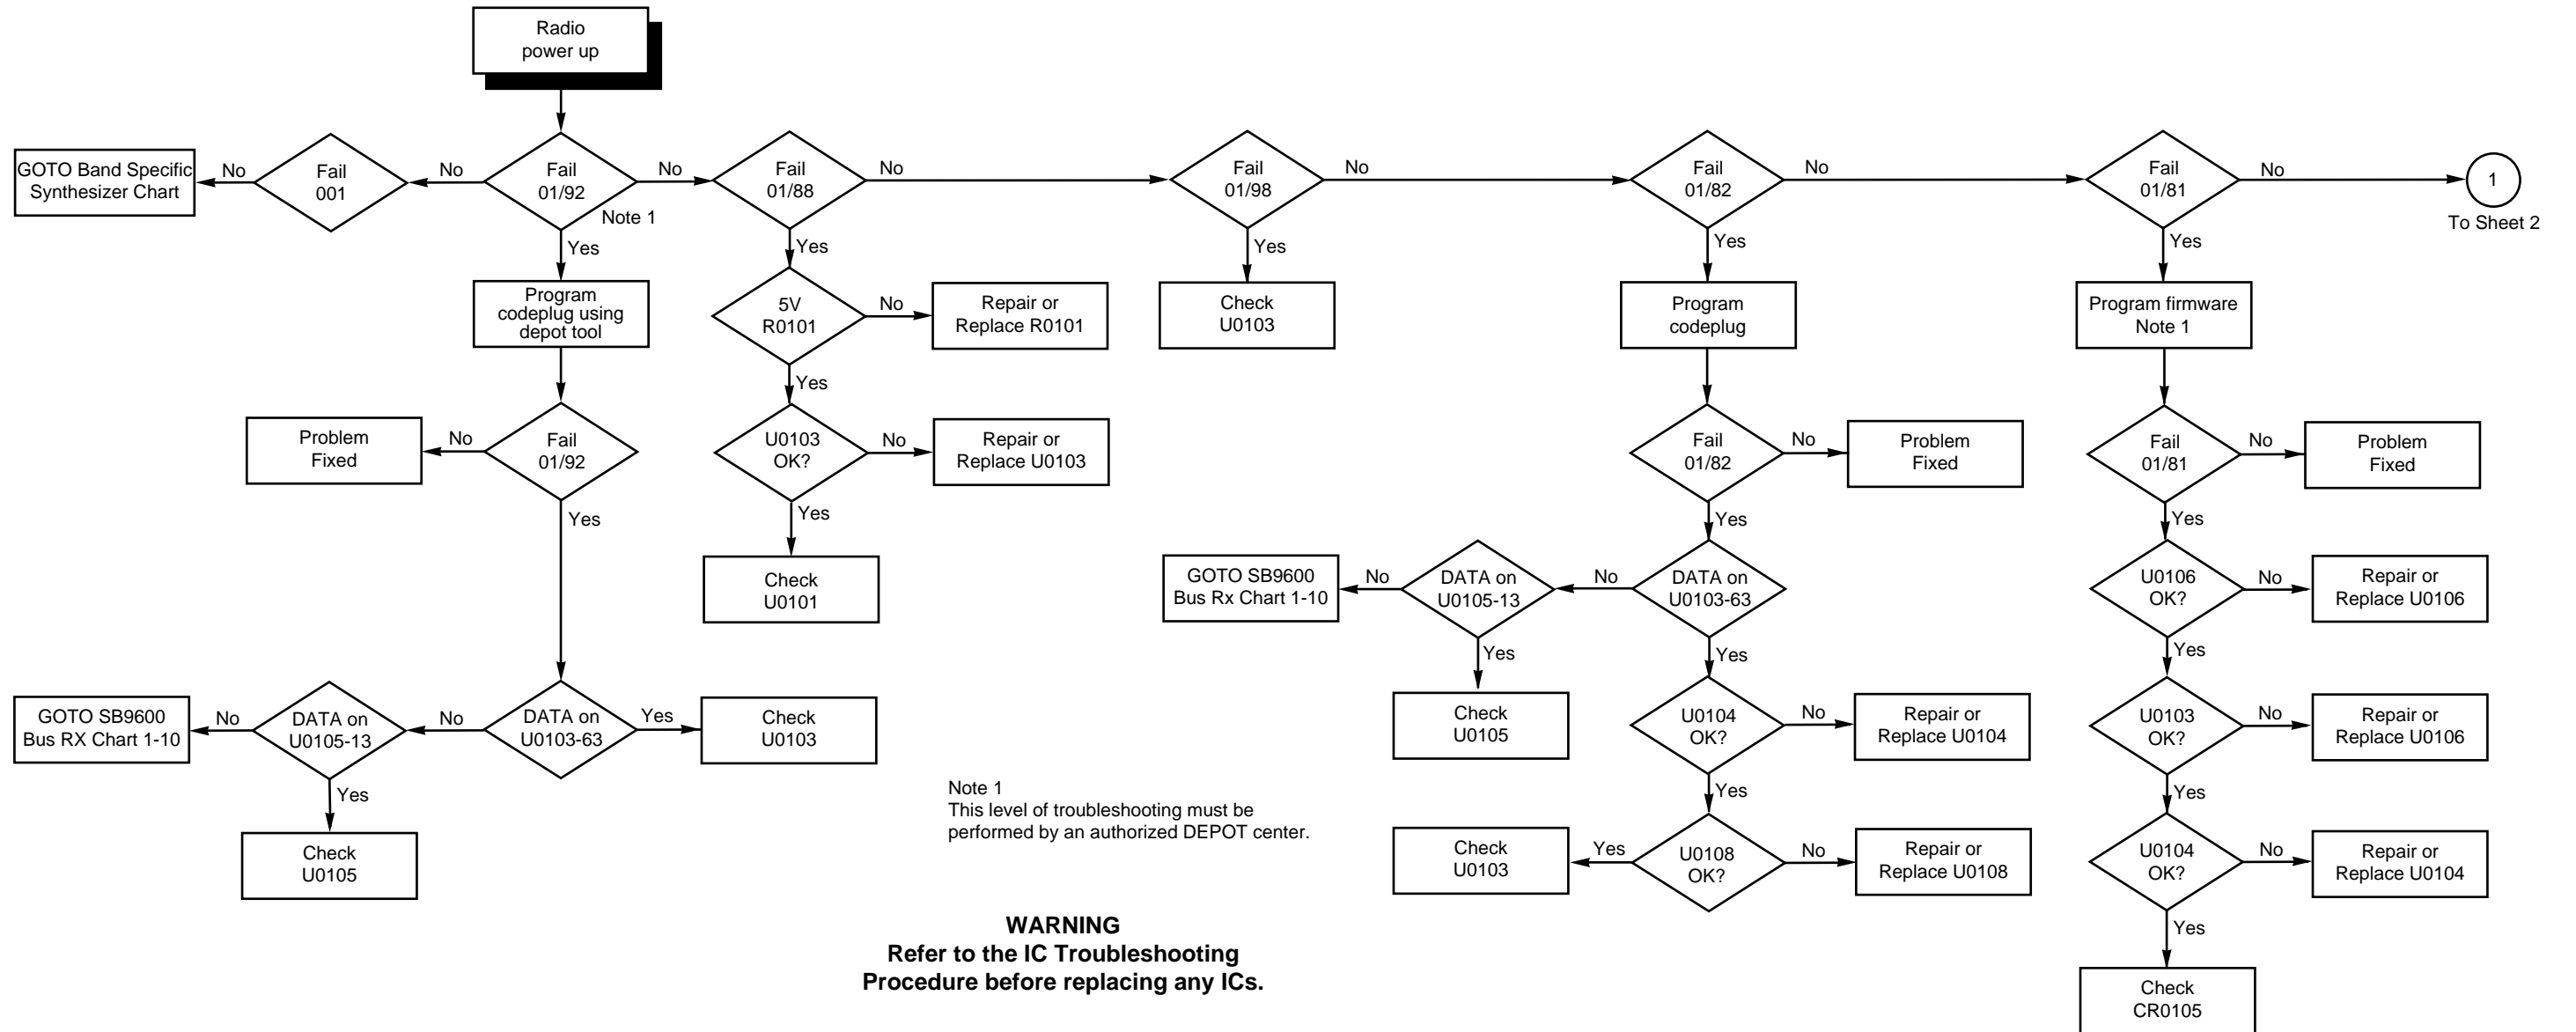 Radio
power up
GOTO Band Specific
Synthesizer Chart
No
Fail
001
No
Fail
01/92
Note 1
No
Fail
01/88
No
Fail
01/98
No
Fail
01/82
No
Fail
01/81
No
1
To Sheet 2
Yes
Program
codeplug using
depot tool
Problem
Fixed
No
Fail
01/92
Yes
GOTO SB9600
Bus RX Chart 1-10
No
DATA on
U0105-13
No
DATA on
U0103-63
Yes
Check
U0103
Yes
Check
U0105
Yes
5V
R0101
No
Repair or
Replace R0101
Yes
U0103
OK?
No
Repair or
Replace U0103
Yes
Check
U0101
Yes
Check
U0103
Yes
Program
codeplug
Fail
01/82
No
Problem
Fixed
Yes
GOTO SB9600
Bus Rx Chart 1-10
No
DATA on
U0105-13
No
DATA on
U0103-63
Yes
Check
U0105
Yes
U0104
OK?
No
Repair or
Replace U0104
Yes
Check
U0103
Yes
U0108
OK?
No
Repair or
Replace U0108
Yes
Program firmware
Note 1
Fail
01/81
No
Problem
Fixed
Yes
U0106
OK?
No
Repair or
Replace U0106
Yes
U0103
OK?
No
Repair or
Replace U0106
Yes
U0104
OK?
No
Repair or
Replace U0104
Yes
Check
CR0105
Note 1
This level of troubleshooting must be
performed by an authorized DEPOT center.
WARNING
Refer to the IC Troubleshooting
Procedure before replacing any ICs.